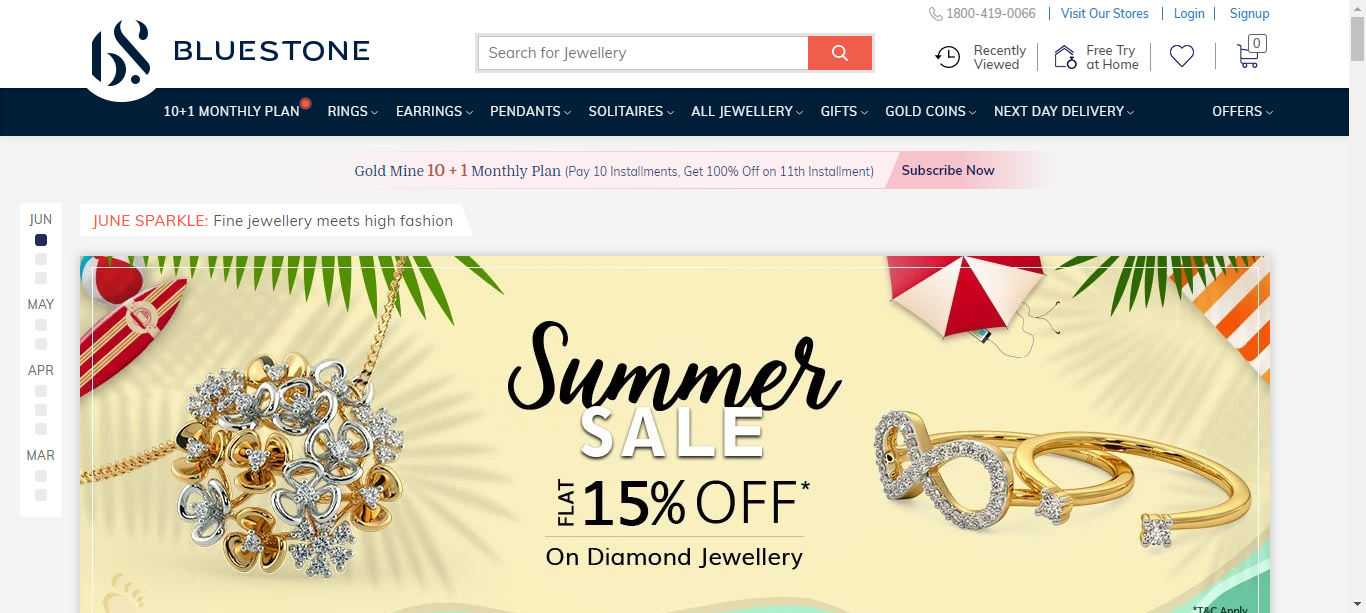 1800-419-0066 Visit Our Stores Login Signup
BLUESTONE
Search for Jewellery
Recently Viewed
Free Try at Home
0
10+1 MONTHLY PLAN RINGS EARRINGS PENDANTS SOLITAIRES ALL JEWELLERY GIFTS GOLD COINS NEXT DAY DELIVERY OFFERS
Gold Mine 10 + 1 Monthly Plan (Pay 10 Installments, Get 100% Off on 11th Installment) Subscribe Now
JUN
MAY
APR
MAR
JUNE SPARKLE: Fine jewellery meets high fashion
Summer
SALE
FLAT 15% OFF*
On Diamond Jewellery
*T&C Apply